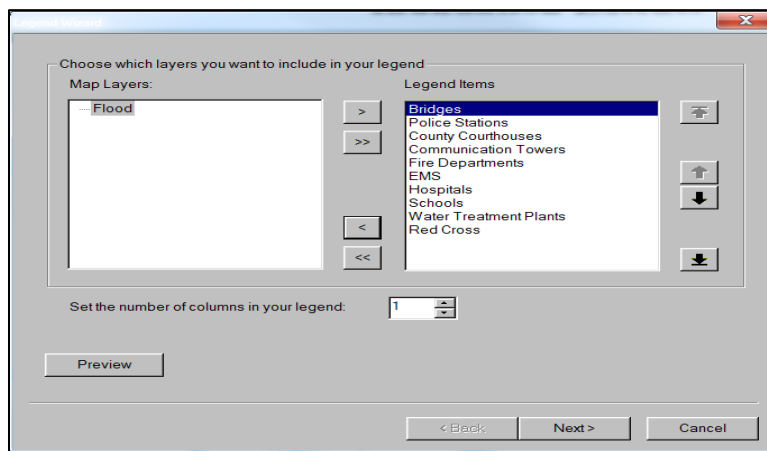 Legend Wizard
Choose which layers you want to include in your legend
Map Layers:
Legend Items
Flood
>
>>
<
<<
Bridges
Police Stations
County Courthouses
Communication Towers
Fire Departments
EMS
Hospitals
Schools
Water Treatment Plants
Red Cross
Set the number of columns in your legend:
1
Preview
< Back
Next >
Cancel